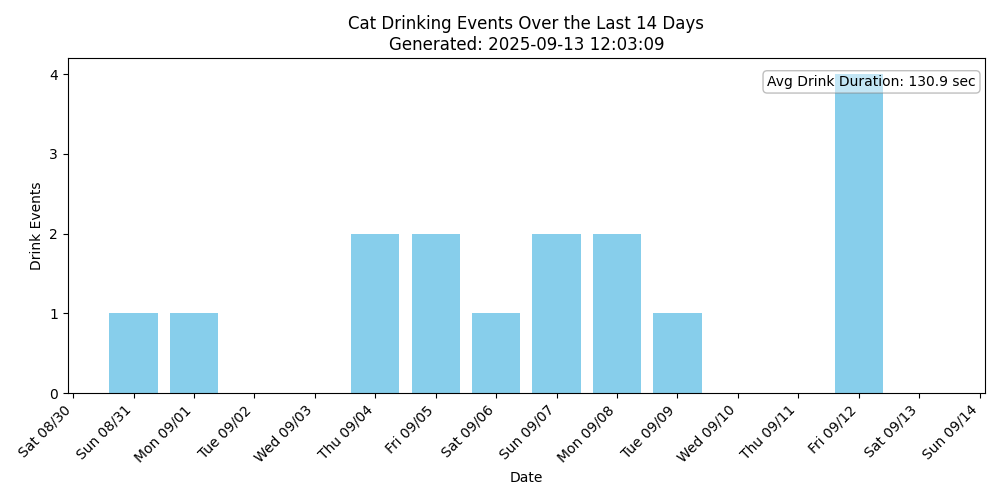 Cat Drinking Events Over the Last 14 Days
Generated: 2025-09-13 12:03:09
Avg Drink Duration: 130.9 sec
Drink Events
4
3
2
1
0
Sat 08/30
Sun 08/31
Mon 09/01
Tue 09/02
Wed 09/03
Thu 09/04
Fri 09/05
Sat 09/06
Sun 09/07
Mon 09/08
Tue 09/09
Wed 09/10
Thu 09/11
Fri 09/12
Sat 09/13
Sun 09/14
Date